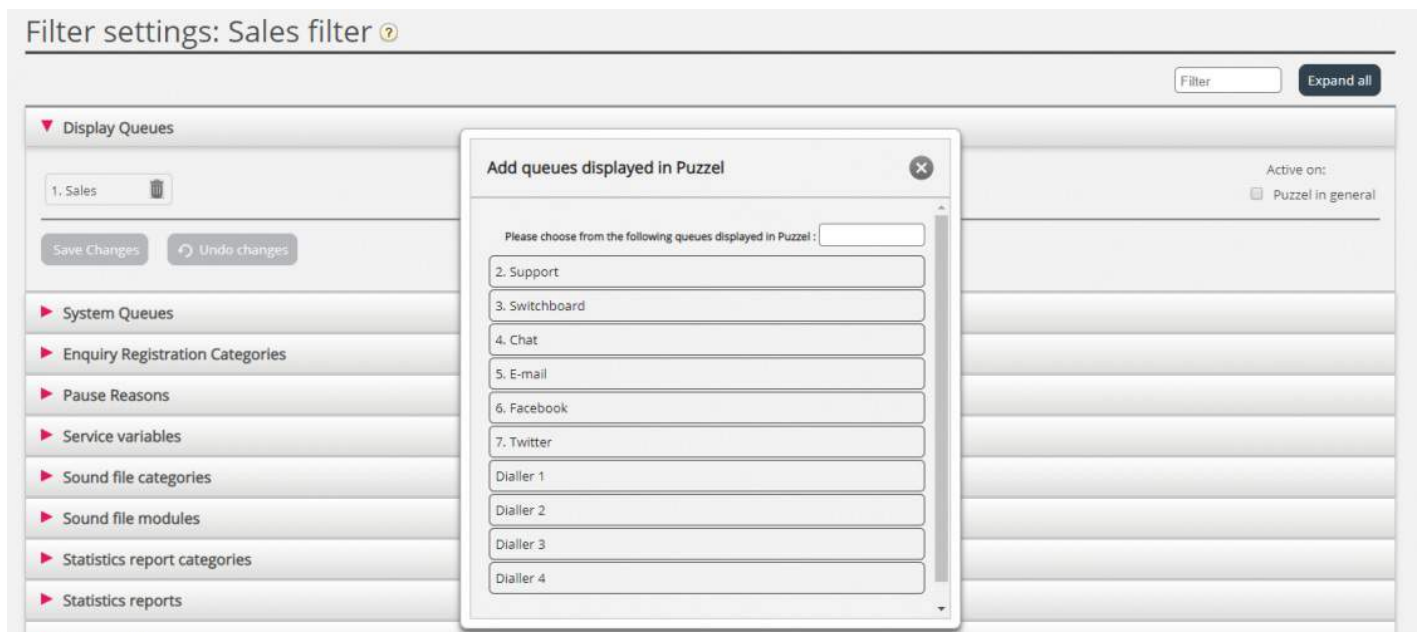 Filter settings: Sales filter ?
Filter
Expand all
Display Queues
1. Sales
Active on:
Puzzel in general
Save Changes
Undo changes
System Queues
Enquiry Registration Categories
Pause Reasons
Service variables
Sound file categories
Sound file modules
Statistics report categories
Statistics reports
Add queues displayed in Puzzel
Please choose from the following queues displayed in Puzzel :
2. Support
3. Switchboard
4. Chat
5. E-mail
6. Facebook
7. Twitter
Dialler 1
Dialler 2
Dialler 3
Dialler 4